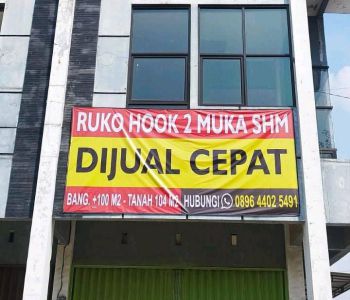 RUKO HOOK 2 MUKA SHM
DIJUAL CEPAT
BANG. +100 M2 - TANAH 104 M2 HUBUNGI 0896 4402 5491